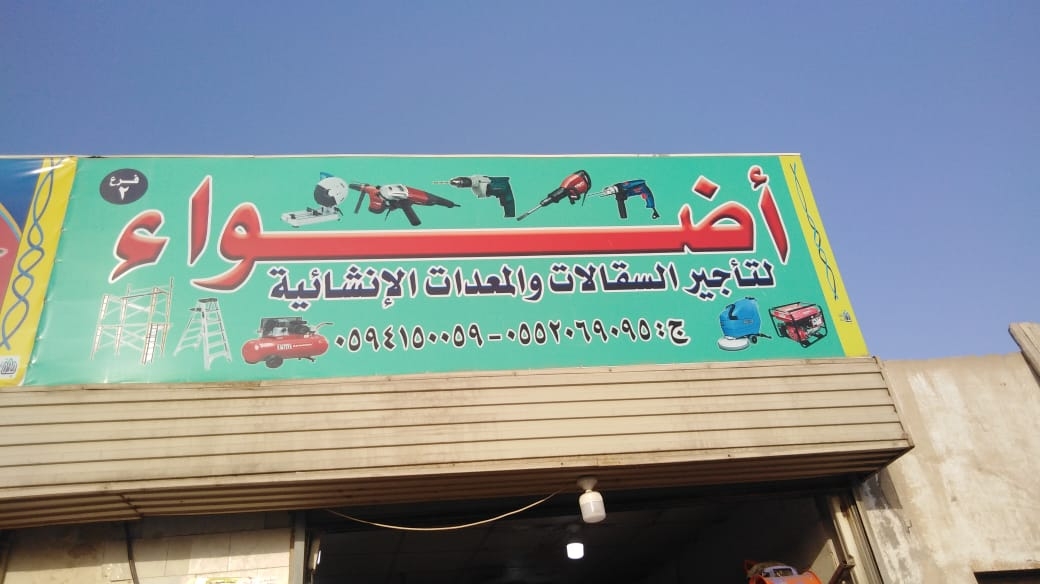 فرع
٢
أضواء
لتأجير السقالات والمعدات الإنشائية
ج: ٠٥٥٢٠٦٩٠٩٥ - ٠٥٩٤١٥٠٠٥٩